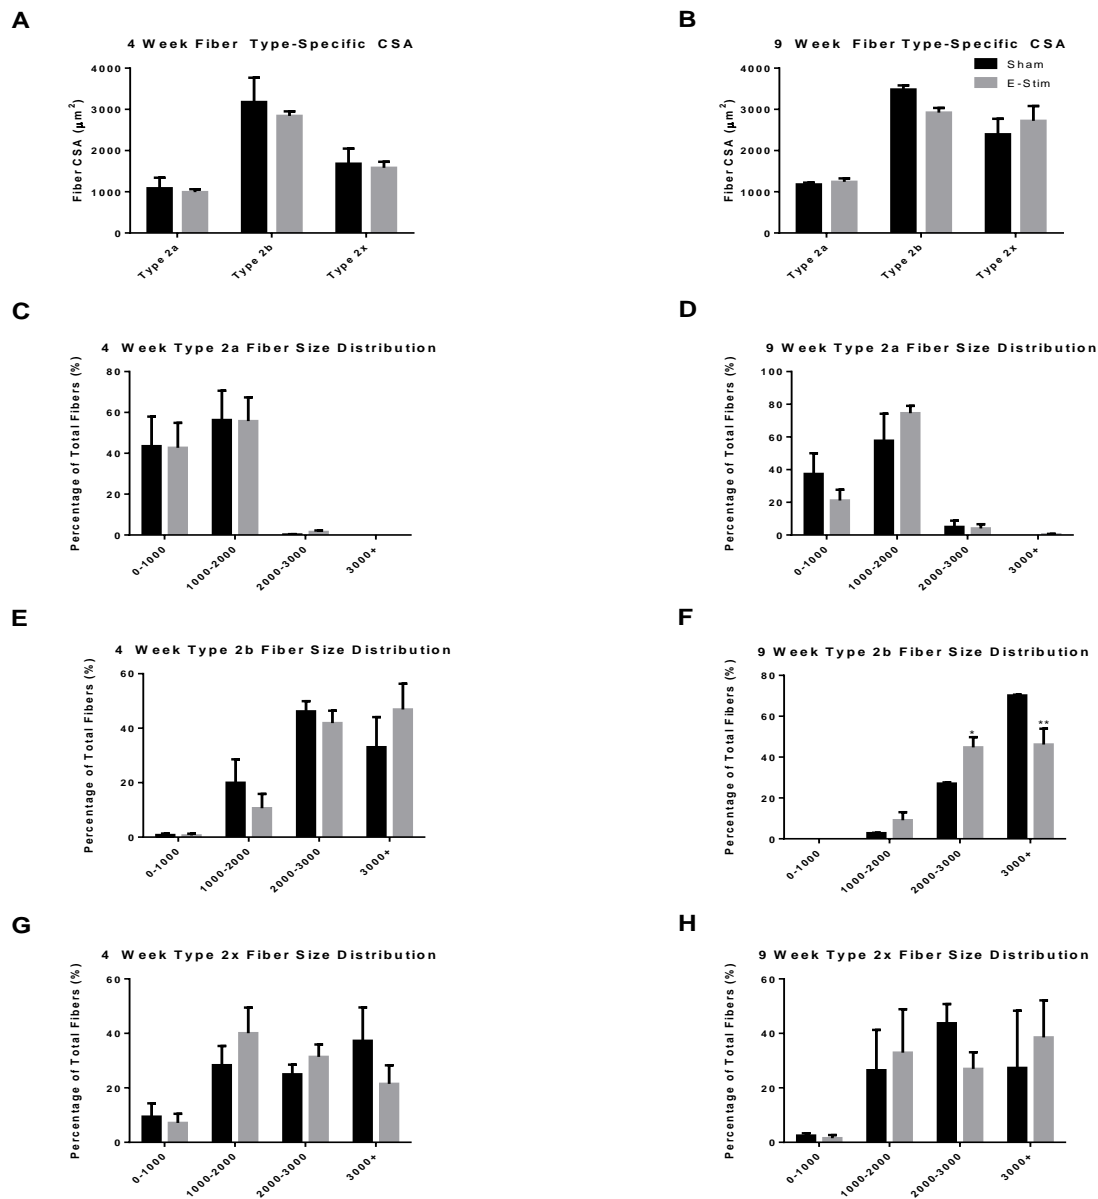 A
4 Week Fiber Type-Specific CSA
Fiber CSA (µm2)
4000
3000
2000
1000
0
Type 2a
Type 2b
Type 2x
B
9 Week Fiber Type-Specific CSA
Sham
E-Stim
Fiber CSA (µm2)
4000
3000
2000
1000
0
Type 2a
Type 2b
Type 2x
C
4 Week Type 2a Fiber Size Distribution
Percentage of Total Fibers (%)
80
60
40
20
0
0-1000
1000-2000
2000-3000
3000+
D
9 Week Type 2a Fiber Size Distribution
Percentage of Total Fibers (%)
100
80
60
40
20
0
0-1000
1000-2000
2000-3000
3000+
E
4 Week Type 2b Fiber Size Distribution
Percentage of Total Fibers (%)
60
40
20
0
0-1000
1000-2000
2000-3000
3000+
F
9 Week Type 2b Fiber Size Distribution
Percentage of Total Fibers (%)
80
60
40
20
0
*
**
0-1000
1000-2000
2000-3000
3000+
G
4 Week Type 2x Fiber Size Distribution
Percentage of Total Fibers (%)
60
40
20
0
0-1000
1000-2000
2000-3000
3000+
H
9 Week Type 2x Fiber Size Distribution
Percentage of Total Fibers (%)
60
40
20
0
0-1000
1000-2000
2000-3000
3000+